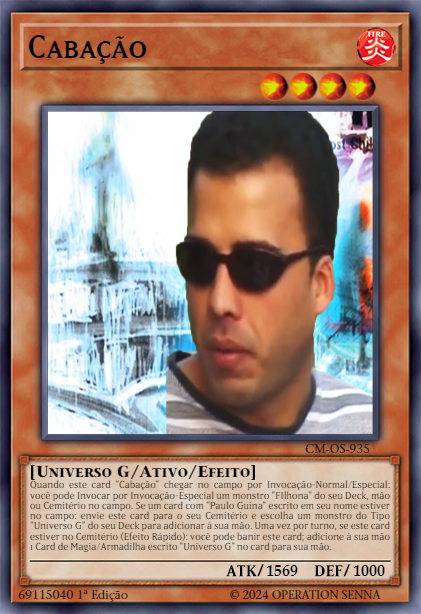 Cabação
FIRE
炎
CM-OS-935
[Universo G/Ativo/Efeito]
Quando este card "Cabação" chegar no campo por Invocação-Normal/Especial:
você pode Invocar por Invocação-Especial um monstro "FIlhona" do seu Deck, mão
ou Cemitério no campo. Se um card com "Paulo Guina" escrito em seu nome estiver
no campo: envie este card para o seu Cemitério e escolha um monstro do Tipo
"Universo G" do seu Deck para adicionar à sua mão. Uma vez por turno, se este card
estiver no Cemitério (Efeito Rápido): você pode banir este card; adicione à sua mão
1 Card de Magia/Armadilha escrito "Universo G" no card para sua mão.
ATK/1569 DEF/1000
69115040 1ª Edição
© 2024 OPERATION SENNA